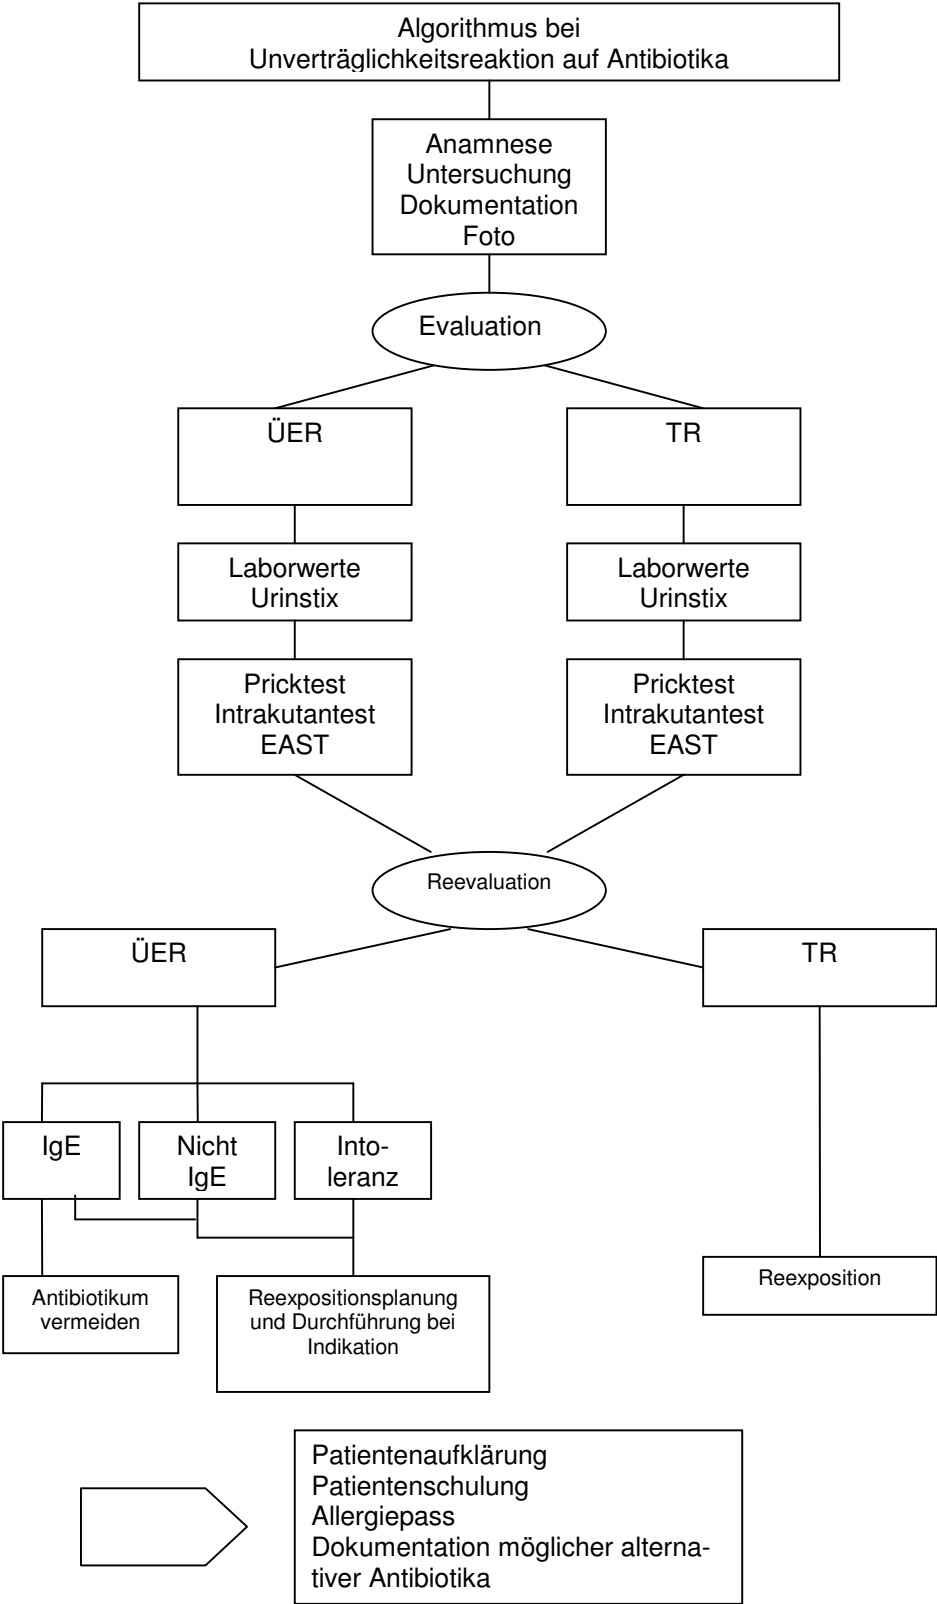 Algorithmus bei
Unverträglichkeitsreaktion auf Antibiotika
Anamnese
Untersuchung
Dokumentation
Foto
Evaluation
ÜER
TR
Laborwerte
Urinstix
Laborwerte
Urinstix
Pricktest
Intrakutantest
EAST
Pricktest
Intrakutantest
EAST
Reevaluation
ÜER
TR
IgE
Nicht
IgE
Into-
leranz
Antibiotikum
vermeiden
Reexpositionsplanung
und Durchführung bei
Indikation
Reexposition
Patientenaufklärung
Patientenschulung
Allergiepass
Dokumentation möglicher alterna-
tiver Antibiotika